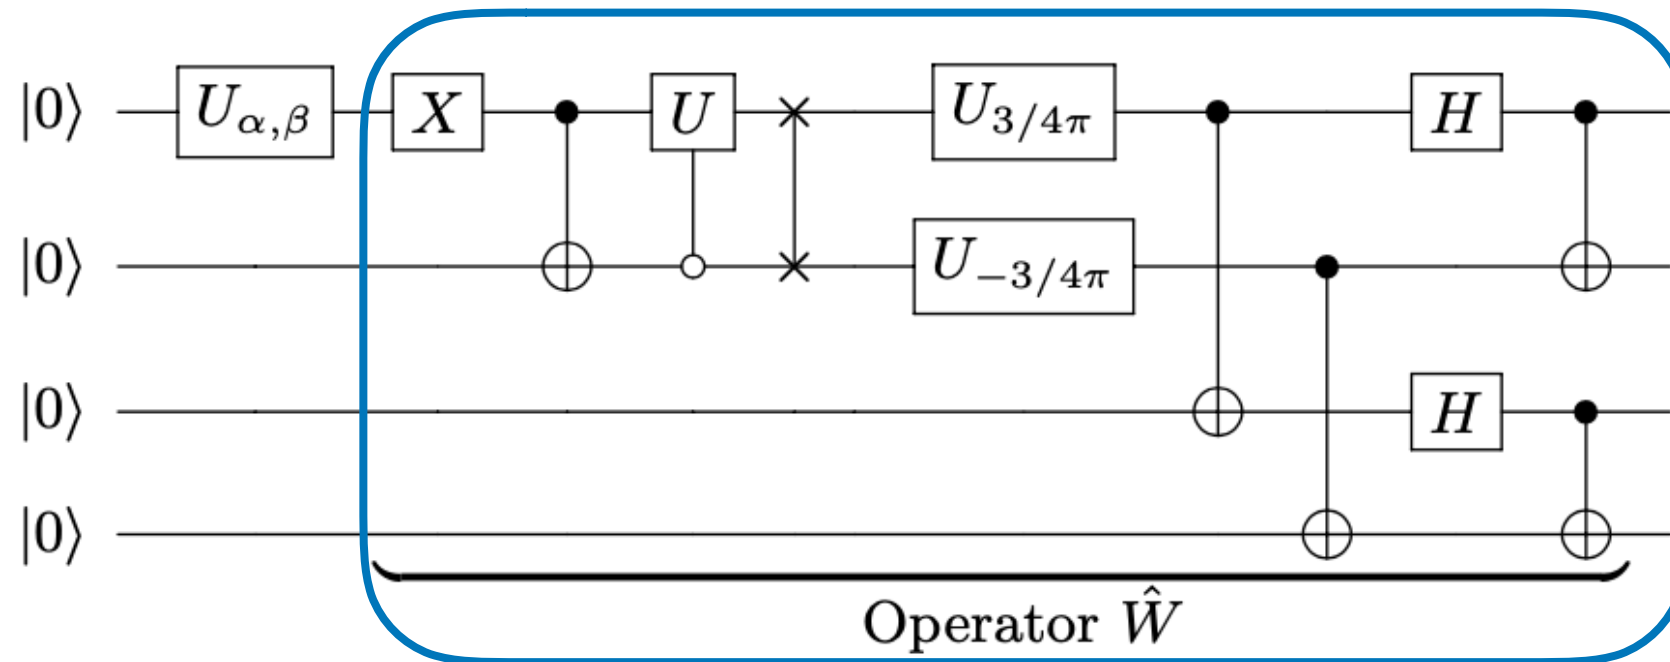 |0⟩ U_{α,β} X U U_{3/4π} H
|0⟩ U_{−3/4π}
|0⟩ H
|0⟩
Operator Ŵ